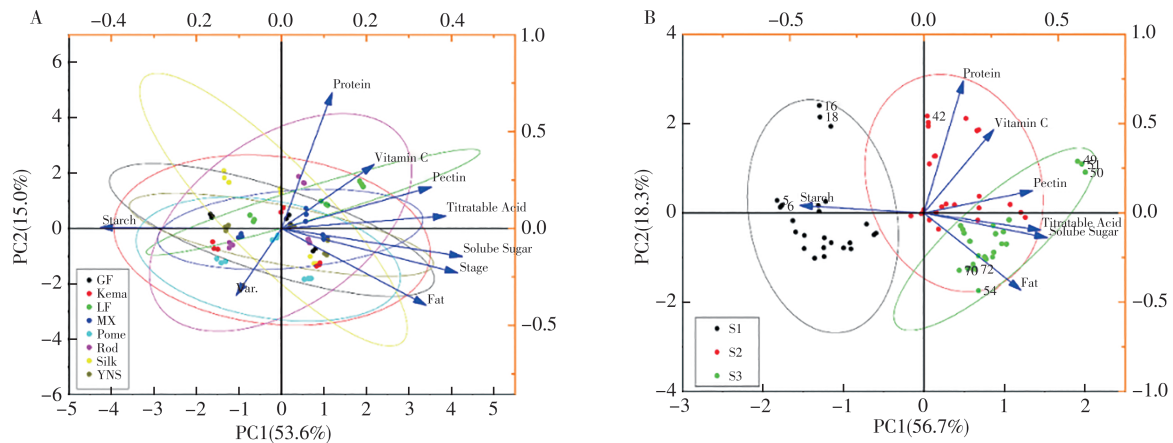 A
−0.4 −0.2 0.0 0.2 0.4
6
4
2
0
−2
−4
−6
PC2(15.0%)
1.0
0.5
0.0
−0.5
Protein
Vitamin C
Pectin
Titratable Acid
Starch
Solube Sugar
Stage
Fat
GF
Kema
LF
MX
Pome
Rod
Silk
YNS
−5 −4 −3 −2 −1 0 1 2 3 4 5
PC1(53.6%)
B
−0.5 0.0 0.5
4
2
0
−2
−4
PC2(18.3%)
1.0
0.5
0.0
−0.5
−1.0
Protein
16
18
42
Vitamin C
49
51
50
Pectin
5
6
Starch
Titratable Acid
Solube Sugar
70
72
54
Fat
S1
S2
S3
−3 −2 −1 0 1 2
PC1(56.7%)